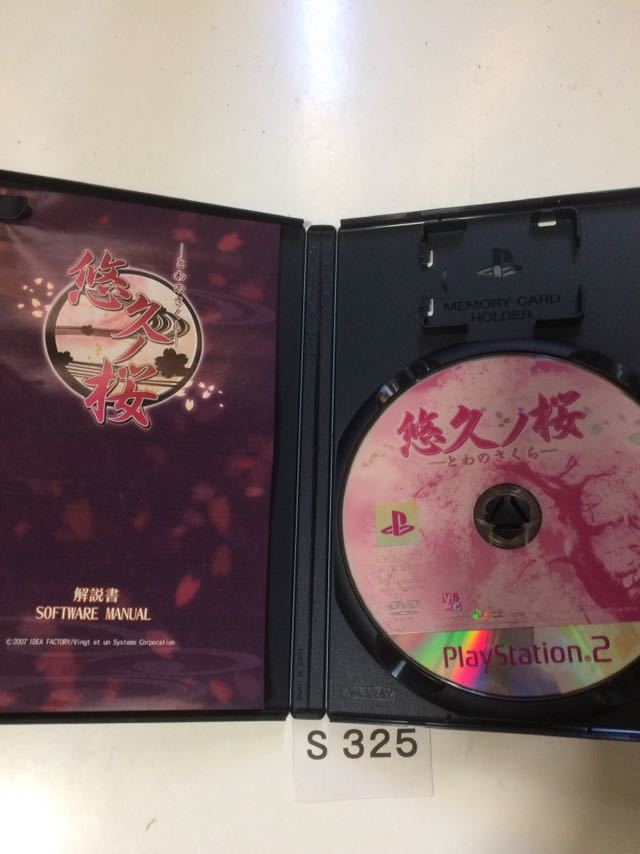 悠久ノ桜
―とわのさくら―
解説書
SOFTWARE MANUAL
©2007 IDEA FACTORY/Vingt et un Systems Corporation
MEMORY CARD
HOLDER
悠久ノ桜
―とわのさくら―
DVD
PlayStation®2
AMARAY
S 325